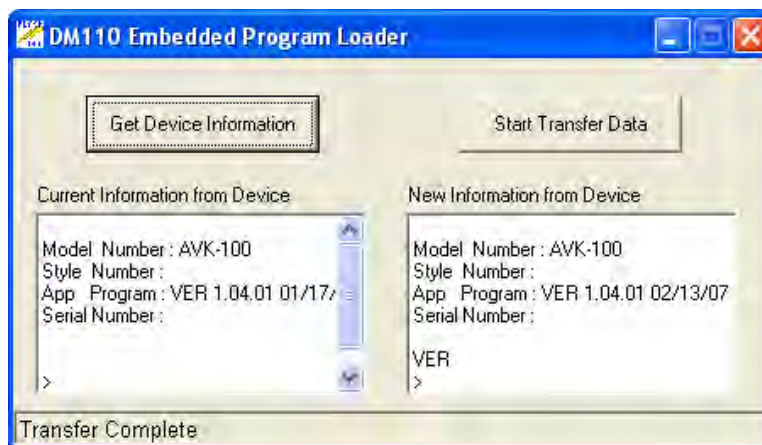 DM110 Embedded Program Loader
Get Device Information
Start Transfer Data
Current Information from Device
Model Number : AVK-100
Style Number :
App Program : VER 1.04.01 01/17/
Serial Number :
>
New Information from Device
Model Number : AVK-100
Style Number :
App Program : VER 1.04.01 02/13/07
Serial Number :
VER
>
Transfer Complete